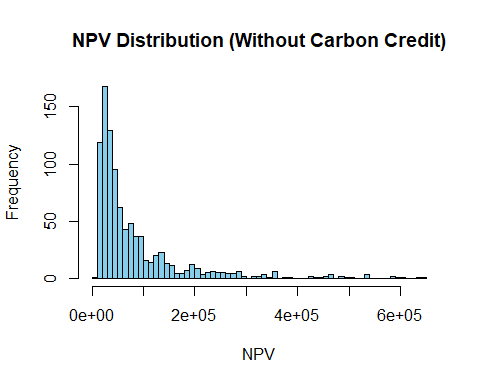 NPV Distribution (Without Carbon Credit)
Frequency
150
100
50
0
0e+00 2e+05 4e+05 6e+05
NPV